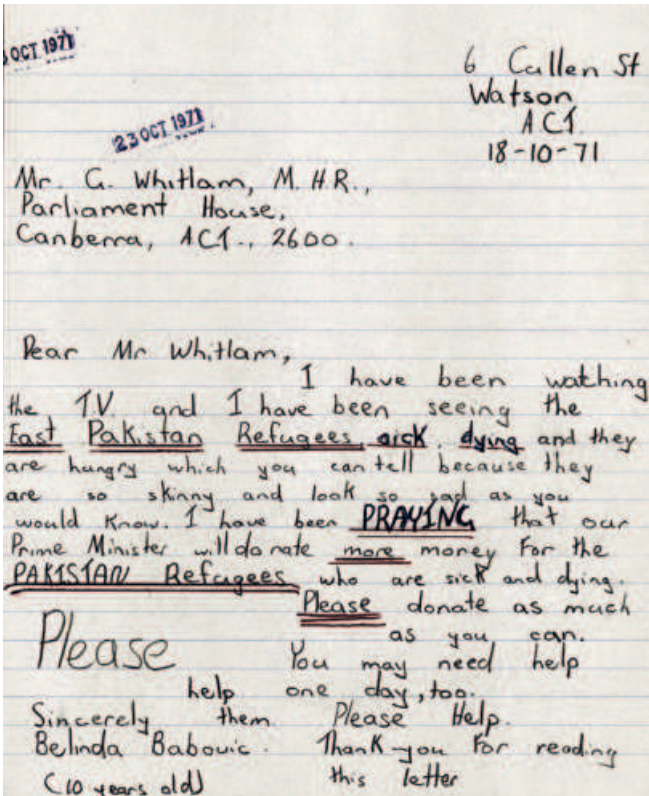 OCT 1971
23 OCT 1971
6 Cullen St
Watson
ACT.
18-10-71
Mr. G. Whitlam, M.H.R.,
Parliament House,
Canberra, ACT., 2600.
Dear Mr Whitlam,
I have been watching
the T.V. and I have been seeing the
East Pakistan Refugees, sick, dying and they
are hungry which you can tell because they
are so skinny and look so sad as you
would know. I have been PRAYING that our
Prime Minister will donate more money for the
PAKISTAN Refugees who are sick and dying.
Please donate as much
as you can.
Please You may need help
help one day, too.
Sincerely them. Please Help.
Belinda Babovic. Thank-you for reading
(10 years old) this letter